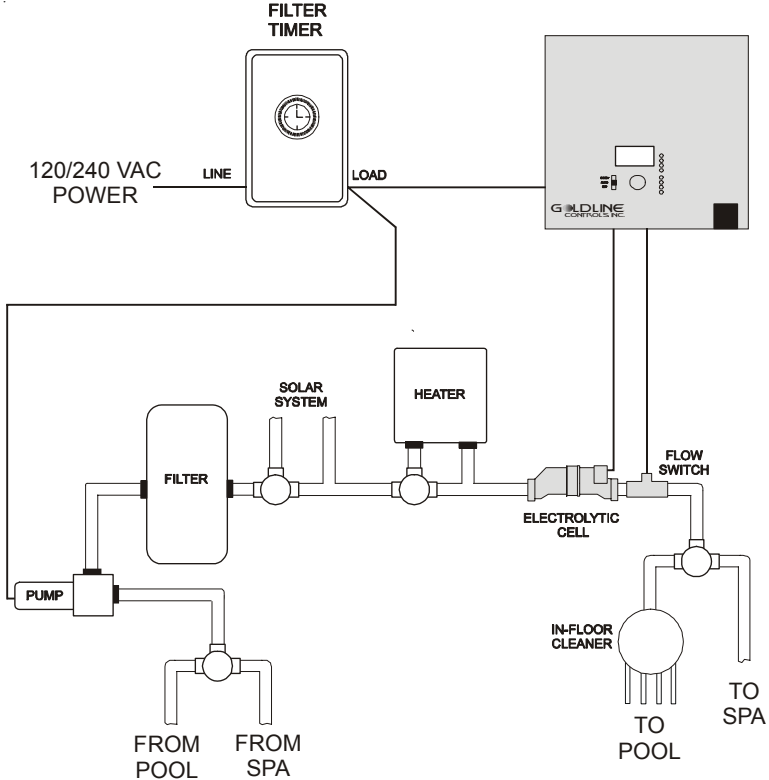 FILTER
TIMER
120/240 VAC
POWER
LINE
LOAD
GOLDLINE
CONTROLS, INC.
SOLAR
SYSTEM
HEATER
FILTER
FLOW
SWITCH
ELECTROLYTIC
CELL
PUMP
IN-FLOOR
CLEANER
FROM
POOL
FROM
SPA
TO
POOL
TO
SPA